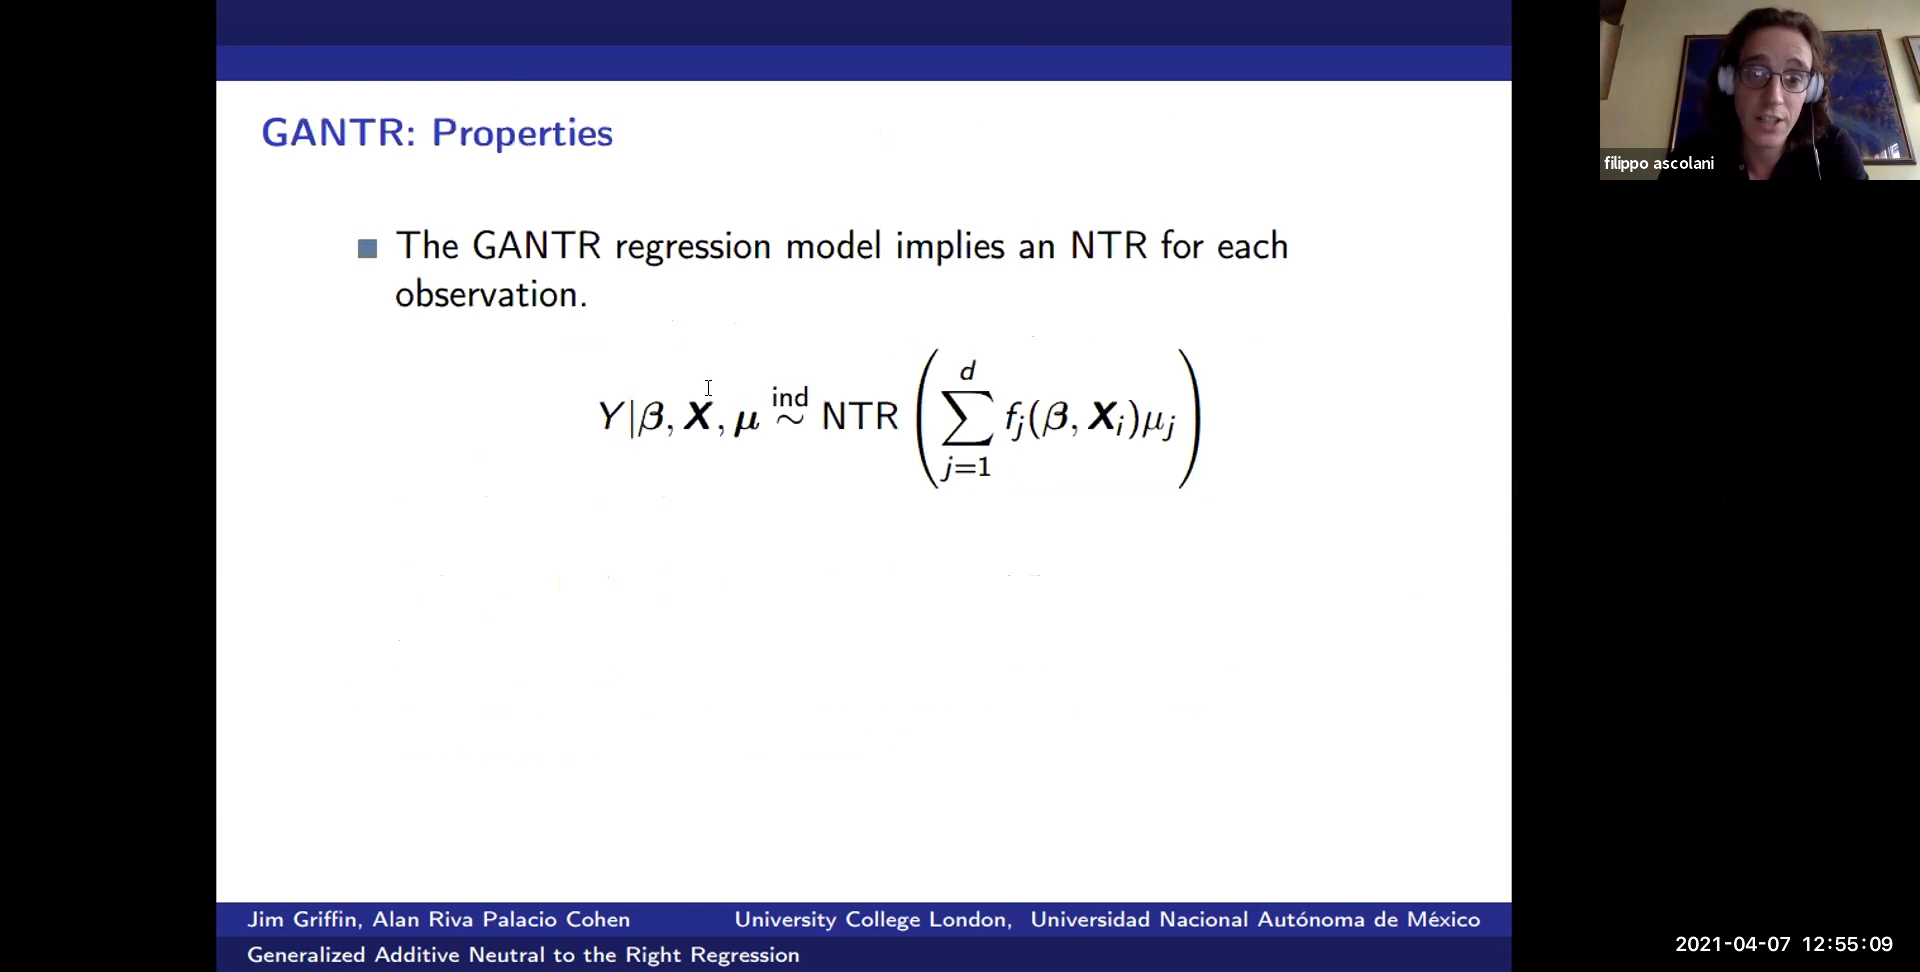 GANTR: Properties
The GANTR regression model implies an NTR for each
observation.
Y|β, X, μ ind∼ NTR ( ∑_{j=1}^{d} f_j(β, X_i)μ_j )
filippo ascolani
Jim Griffin, Alan Riva Palacio Cohen University College London, Universidad Nacional Autónoma de México
Generalized Additive Neutral to the Right Regression
2021-04-07 12:55:09